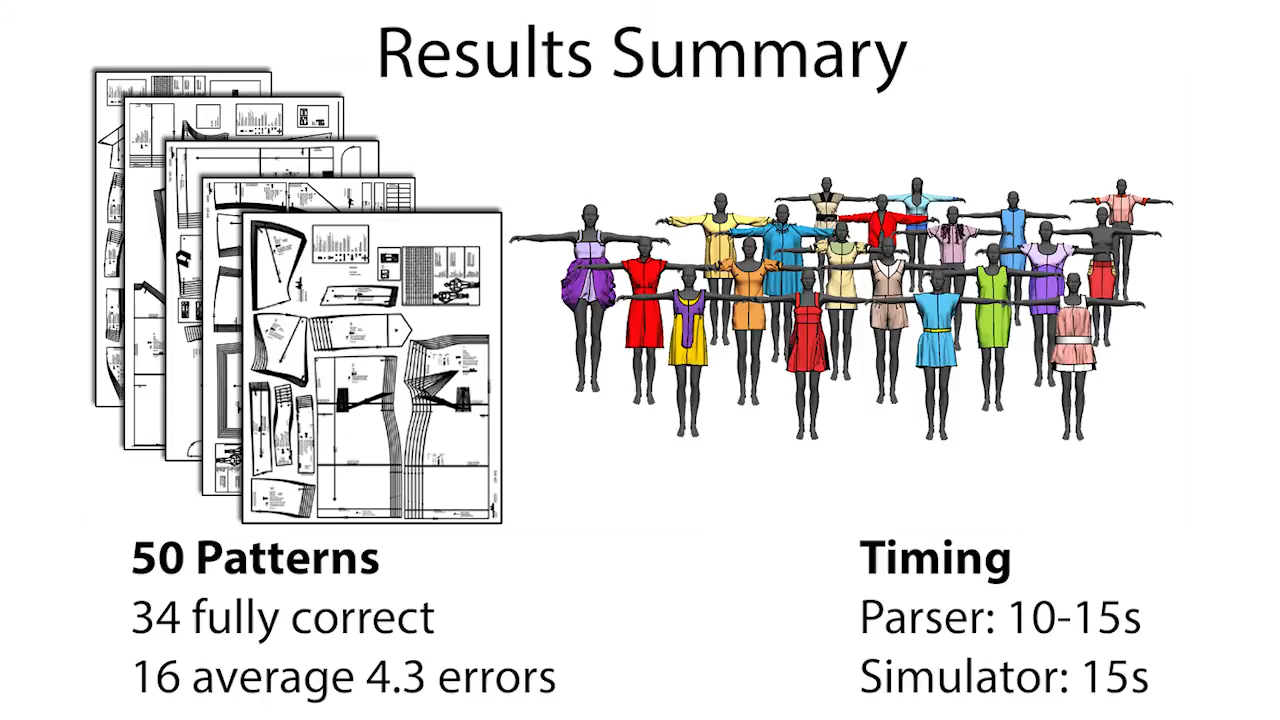 Results Summary
50 Patterns
34 fully correct
16 average 4.3 errors
Timing
Parser: 10-15s
Simulator: 15s